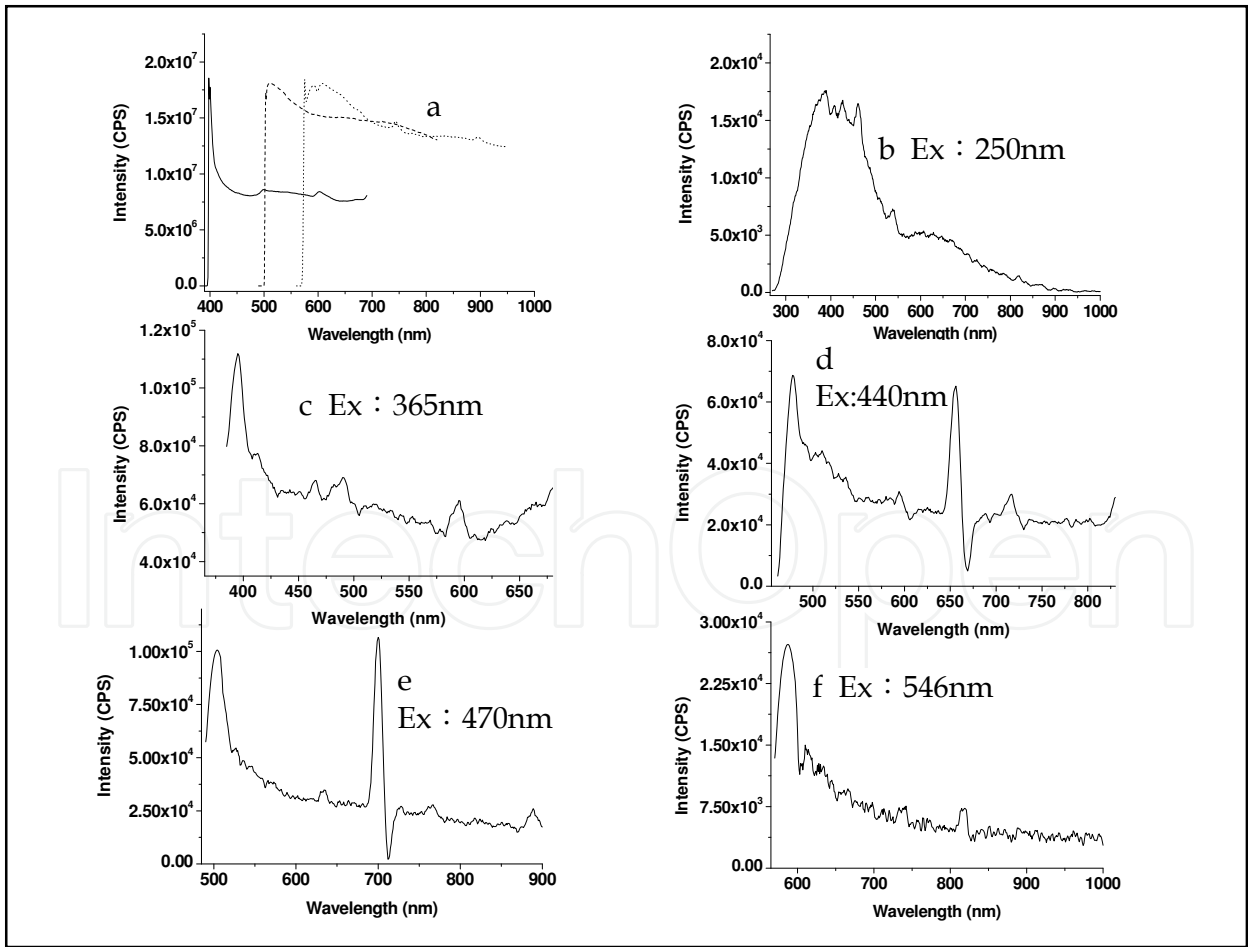 a
2.0x10⁷
1.5x10⁷
1.0x10⁷
5.0x10⁶
0.0
Intensity (CPS)
400 500 600 700 800 900 1000
Wavelength (nm)
b Ex：250nm
2.0x10⁴
1.5x10⁴
1.0x10⁴
5.0x10³
0.0
Intensity (CPS)
300 400 500 600 700 800 900 1000
Wavelength (nm)
c Ex：365nm
1.2x10⁵
1.0x10⁵
8.0x10⁴
6.0x10⁴
4.0x10⁴
Intensity (CPS)
400 450 500 550 600 650
Wavelength (nm)
d
Ex:440nm
8.0x10⁴
6.0x10⁴
4.0x10⁴
2.0x10⁴
0.0
Intensity (CPS)
500 550 600 650 700 750 800
Wavelength (nm)
e
Ex：470nm
1.00x10⁵
7.50x10⁴
5.00x10⁴
2.50x10⁴
0.00
Intensity (CPS)
500 600 700 800 900
Wavelength (nm)
f Ex：546nm
3.00x10⁴
2.25x10⁴
1.50x10⁴
7.50x10³
0.00
Intensity (CPS)
600 700 800 900 1000
Wavelength (nm)
IntechOpen